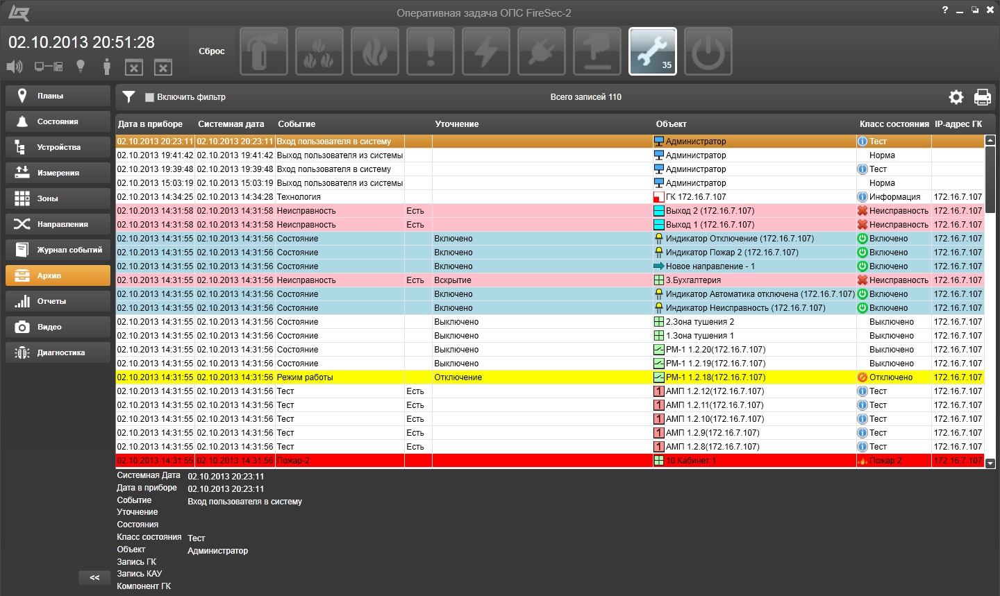 Оперативная задача ОПС FireSec-2
?
02.10.2013 20:51:28
Сброс
35
Планы
Состояния
Устройства
Измерения
Зоны
Направления
Журнал событий
Архив
Отчеты
Видео
Диагностика
<<
Включить фильтр
Всего записей 110
Дата в приборе Системная дата Событие Уточнение Объект Класс состояния IP-адрес ГК
02.10.2013 20:23:11 02.10.2013 20:23:11 Вход пользователя в систему Администратор Тест
02.10.2013 19:41:42 02.10.2013 19:41:42 Выход пользователя из системы Администратор Норма
02.10.2013 19:39:48 02.10.2013 19:39:48 Вход пользователя в систему Администратор Тест
02.10.2013 15:03:19 02.10.2013 15:03:19 Выход пользователя из системы Администратор Норма
02.10.2013 14:34:25 02.10.2013 14:34:28 Технология ГК 172.16.7.107 Информация 172.16.7.107
02.10.2013 14:31:58 02.10.2013 14:31:58 Неисправность Есть Выход 2 (172.16.7.107) Неисправность 172.16.7.107
02.10.2013 14:31:58 02.10.2013 14:31:58 Неисправность Есть Выход 1 (172.16.7.107) Неисправность 172.16.7.107
02.10.2013 14:31:55 02.10.2013 14:31:56 Состояние Включено Индикатор Отключение (172.16.7.107) Включено 172.16.7.107
02.10.2013 14:31:55 02.10.2013 14:31:56 Состояние Включено Индикатор Пожар 2 (172.16.7.107) Включено 172.16.7.107
02.10.2013 14:31:55 02.10.2013 14:31:56 Состояние Включено Новое направление - 1 Включено 172.16.7.107
02.10.2013 14:31:55 02.10.2013 14:31:56 Неисправность Есть Вскрытие 3.Бухгалтерия Неисправность 172.16.7.107
02.10.2013 14:31:55 02.10.2013 14:31:56 Состояние Включено Индикатор Автоматика отключена (172.16.7.107) Включено 172.16.7.107
02.10.2013 14:31:55 02.10.2013 14:31:56 Состояние Включено Индикатор Неисправность (172.16.7.107) Включено 172.16.7.107
02.10.2013 14:31:55 02.10.2013 14:31:56 Состояние Выключено 2.Зона тушения 2 Выключено 172.16.7.107
02.10.2013 14:31:55 02.10.2013 14:31:56 Состояние Выключено 1.Зона тушения 1 Выключено 172.16.7.107
02.10.2013 14:31:55 02.10.2013 14:31:56 Состояние Выключено РМ-1 1.2.20(172.16.7.107) Выключено 172.16.7.107
02.10.2013 14:31:55 02.10.2013 14:31:56 Состояние Выключено РМ-1 1.2.19(172.16.7.107) Выключено 172.16.7.107
02.10.2013 14:31:55 02.10.2013 14:31:56 Режим работы Отключение РМ-1 1.2.18(172.16.7.107) Отключено 172.16.7.107
02.10.2013 14:31:55 02.10.2013 14:31:56 Тест Есть 1 АМП 1.2.12(172.16.7.107) Тест 172.16.7.107
02.10.2013 14:31:55 02.10.2013 14:31:56 Тест Есть 1 АМП 1.2.11(172.16.7.107) Тест 172.16.7.107
02.10.2013 14:31:55 02.10.2013 14:31:56 Тест Есть 1 АМП 1.2.10(172.16.7.107) Тест 172.16.7.107
02.10.2013 14:31:55 02.10.2013 14:31:56 Тест Есть 1 АМП 1.2.9(172.16.7.107) Тест 172.16.7.107
02.10.2013 14:31:55 02.10.2013 14:31:56 Тест Есть 1 АМП 1.2.8(172.16.7.107) Тест 172.16.7.107
02.10.2013 14:31:55 02.10.2013 14:31:56 Пожар-2 10.Кабинет 1 Пожар 2 172.16.7.107
Системная Дата 02.10.2013 20:23:11
Дата в приборе 02.10.2013 20:23:11
Событие Вход пользователя в систему
Уточнение
Состояния
Класс состояния Тест
Объект Администратор
Запись ГК
Запись КАУ
Компонент ГК